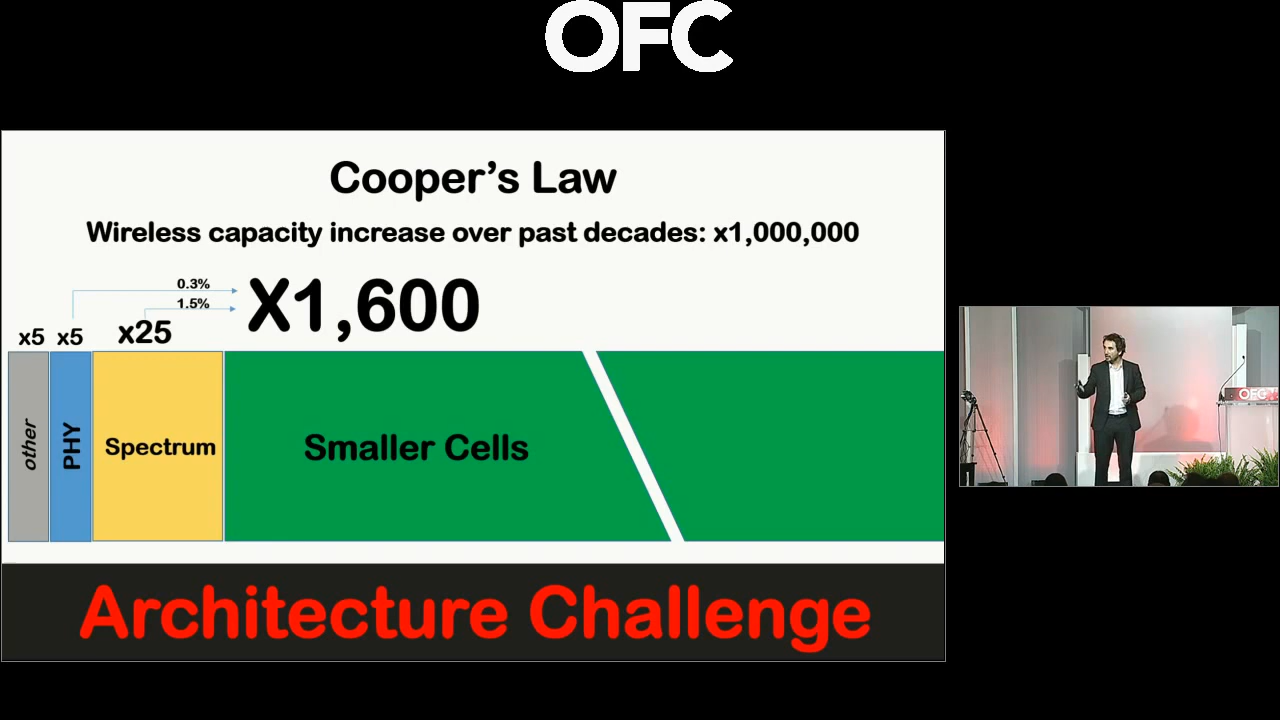 OFC
Cooper's Law
Wireless capacity increase over past decades: x1,000,000
0.3%
1.5%
X1,600
x5
x5
x25
other
PHY
Spectrum
Smaller Cells
Architecture Challenge
OFC